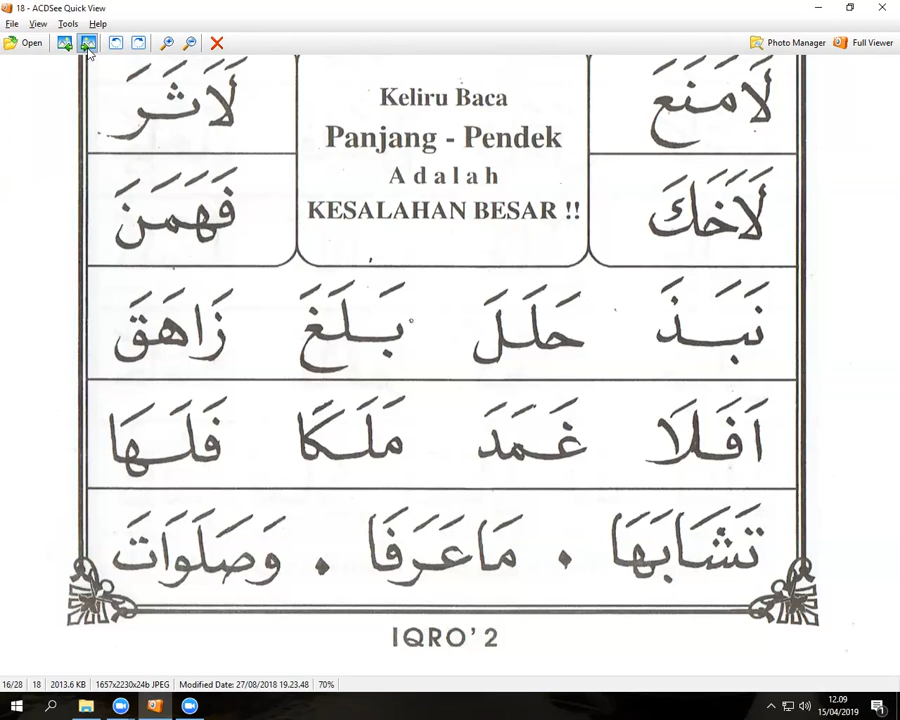 18 - ACDSee Quick View
File View Tools Help
Open
Photo Manager Full Viewer
لَامَنَعَ
لَاثَرَ
Keliru Baca
Panjang - Pendek
Adalah
KESALAHAN BESAR !!
لَاخَكَ
فَهَمَنَ
نَبَذَ حَلَلَ بَلَغَ زَاهَقَ
اَفَلَا غَمَدَ مَلَكَا فَلَهَا
تَشَابَهَا . مَاعَرَفَا . وَصَلَوَاتَ
IQRO'2
16/28 18 2013.6 KB 1657x2230x24b JPEG Modified Date: 27/08/2018 19.23.48 70%
12.09
15/04/2019
1